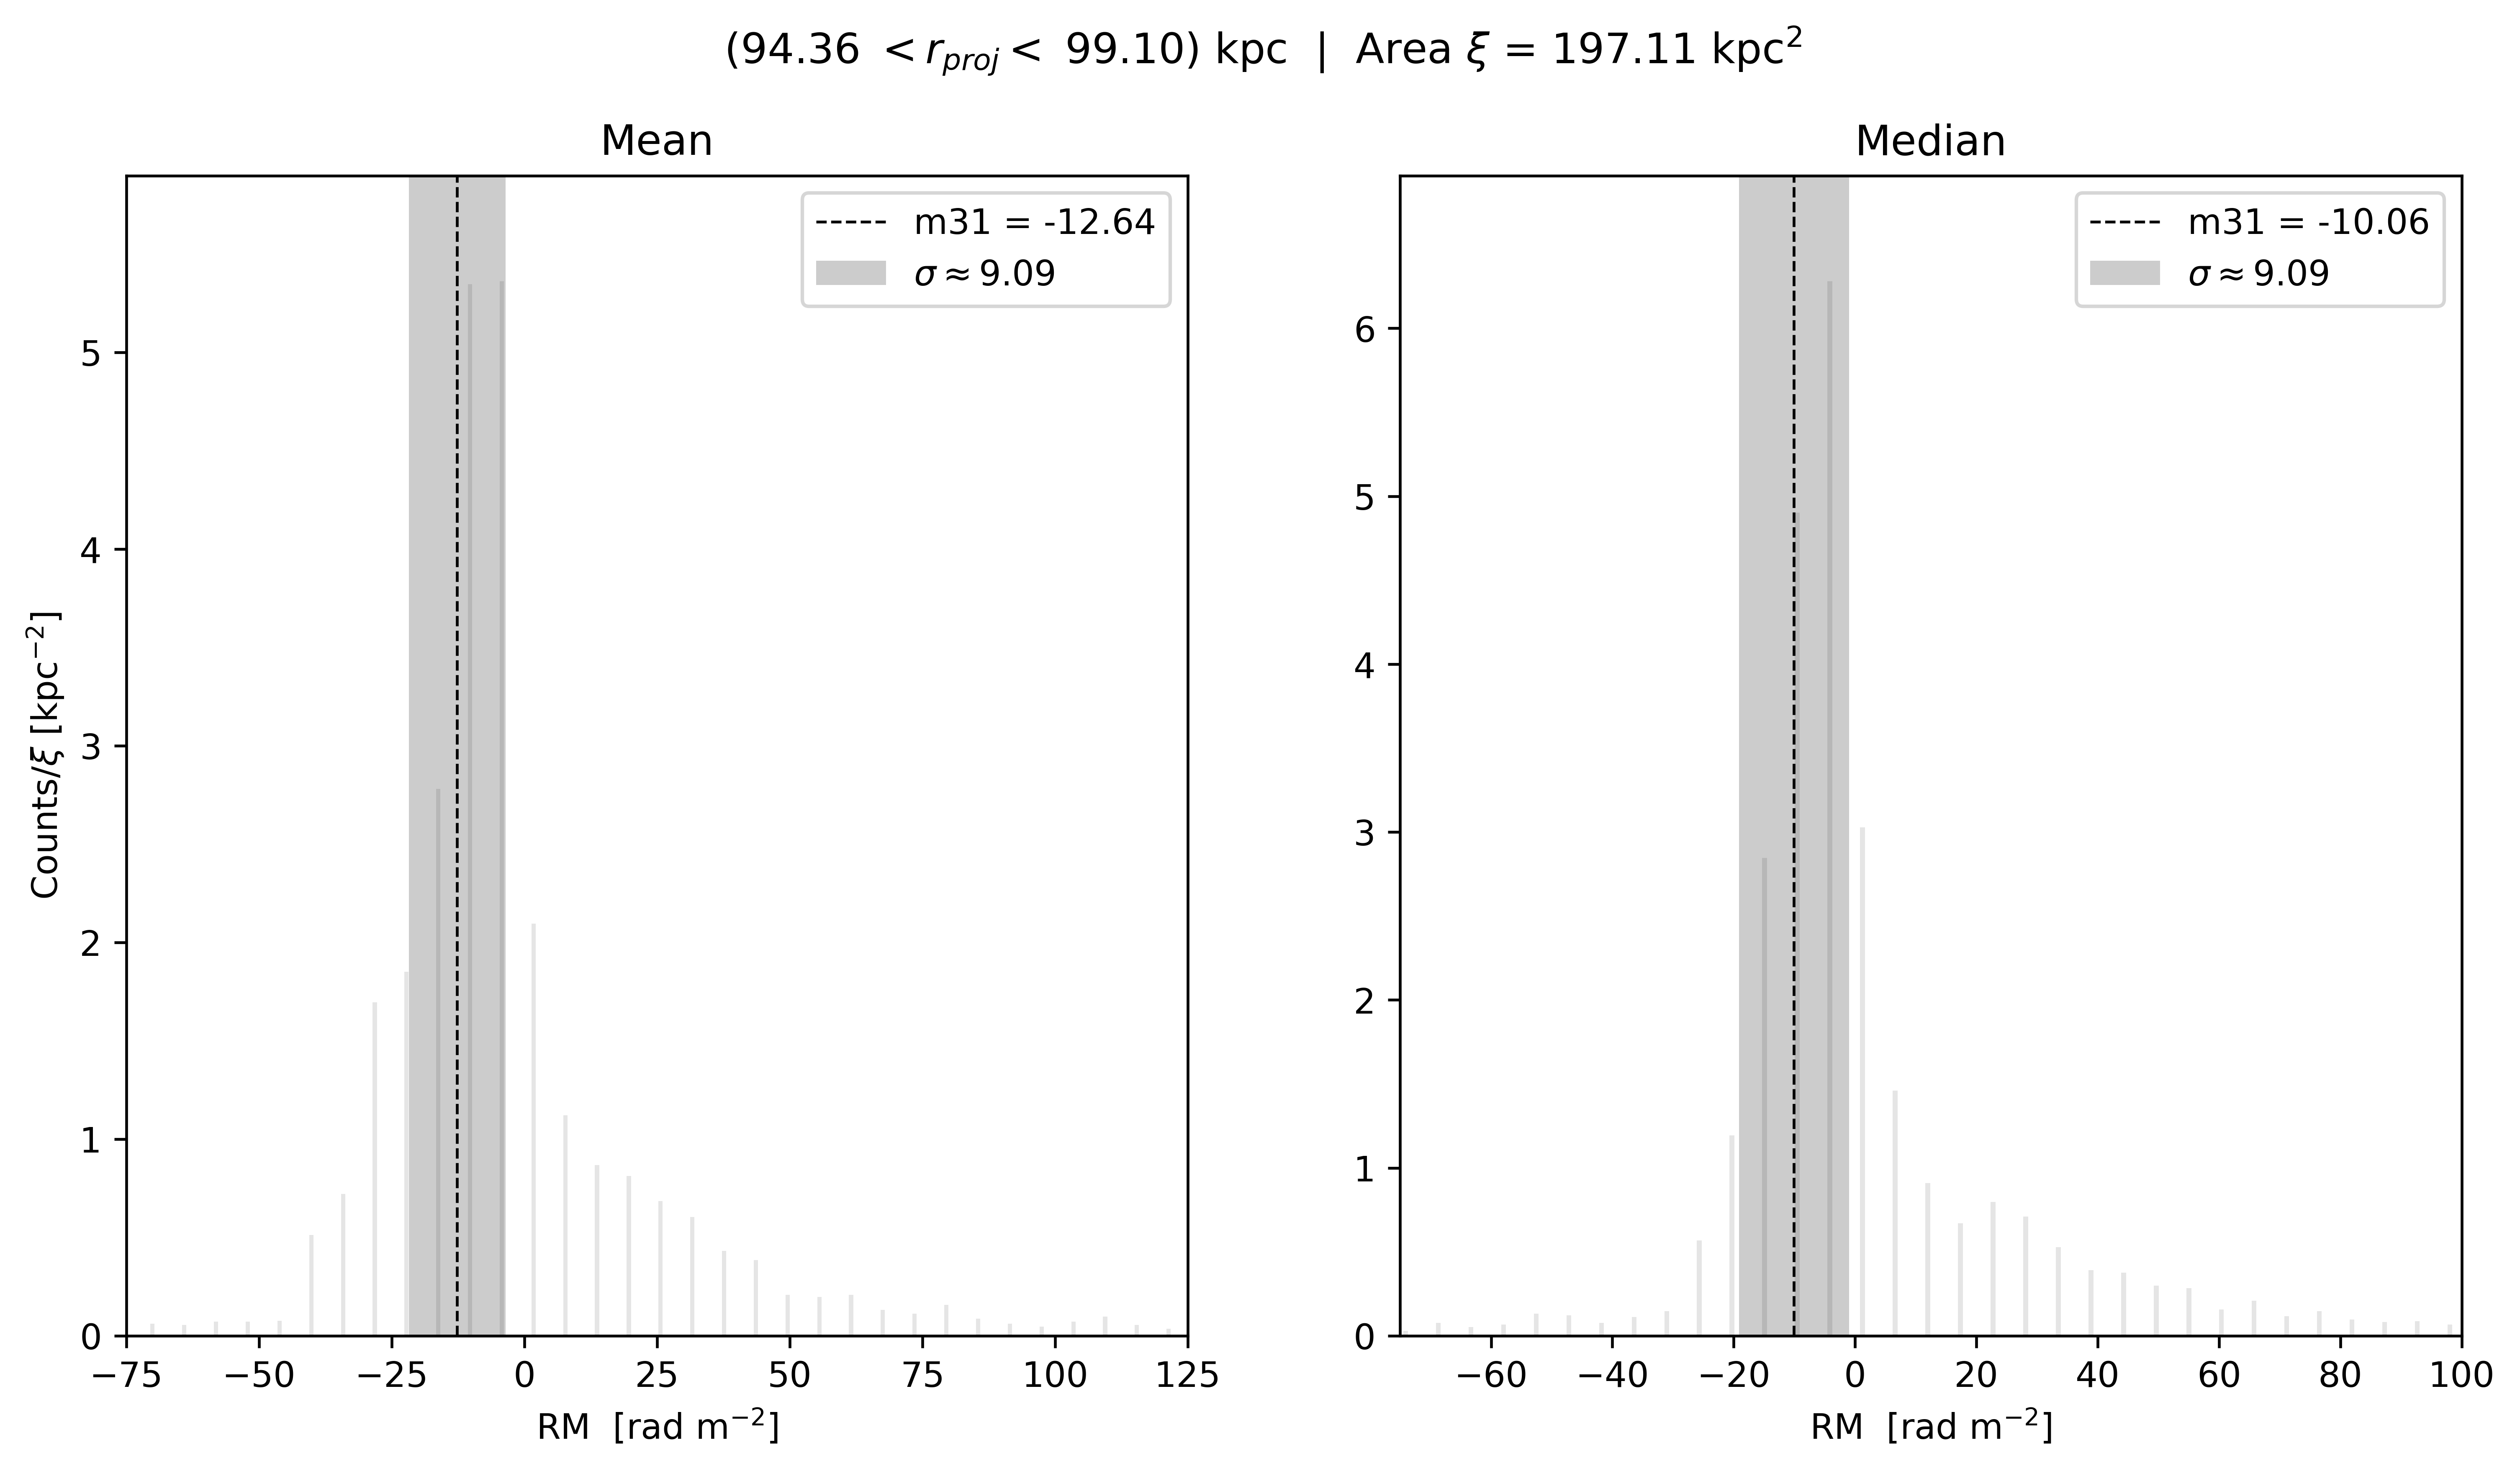 (94.36 < r_proj < 99.10) kpc | Area ξ = 197.11 kpc²
Mean
m31 = -12.64
σ ≈ 9.09
5
4
3
2
1
0
Counts/ξ [kpc⁻²]
−75 −50 −25 0 25 50 75 100 125
RM [rad m⁻²]
Median
m31 = -10.06
σ ≈ 9.09
6
5
4
3
2
1
0
−60 −40 −20 0 20 40 60 80 100
RM [rad m⁻²]